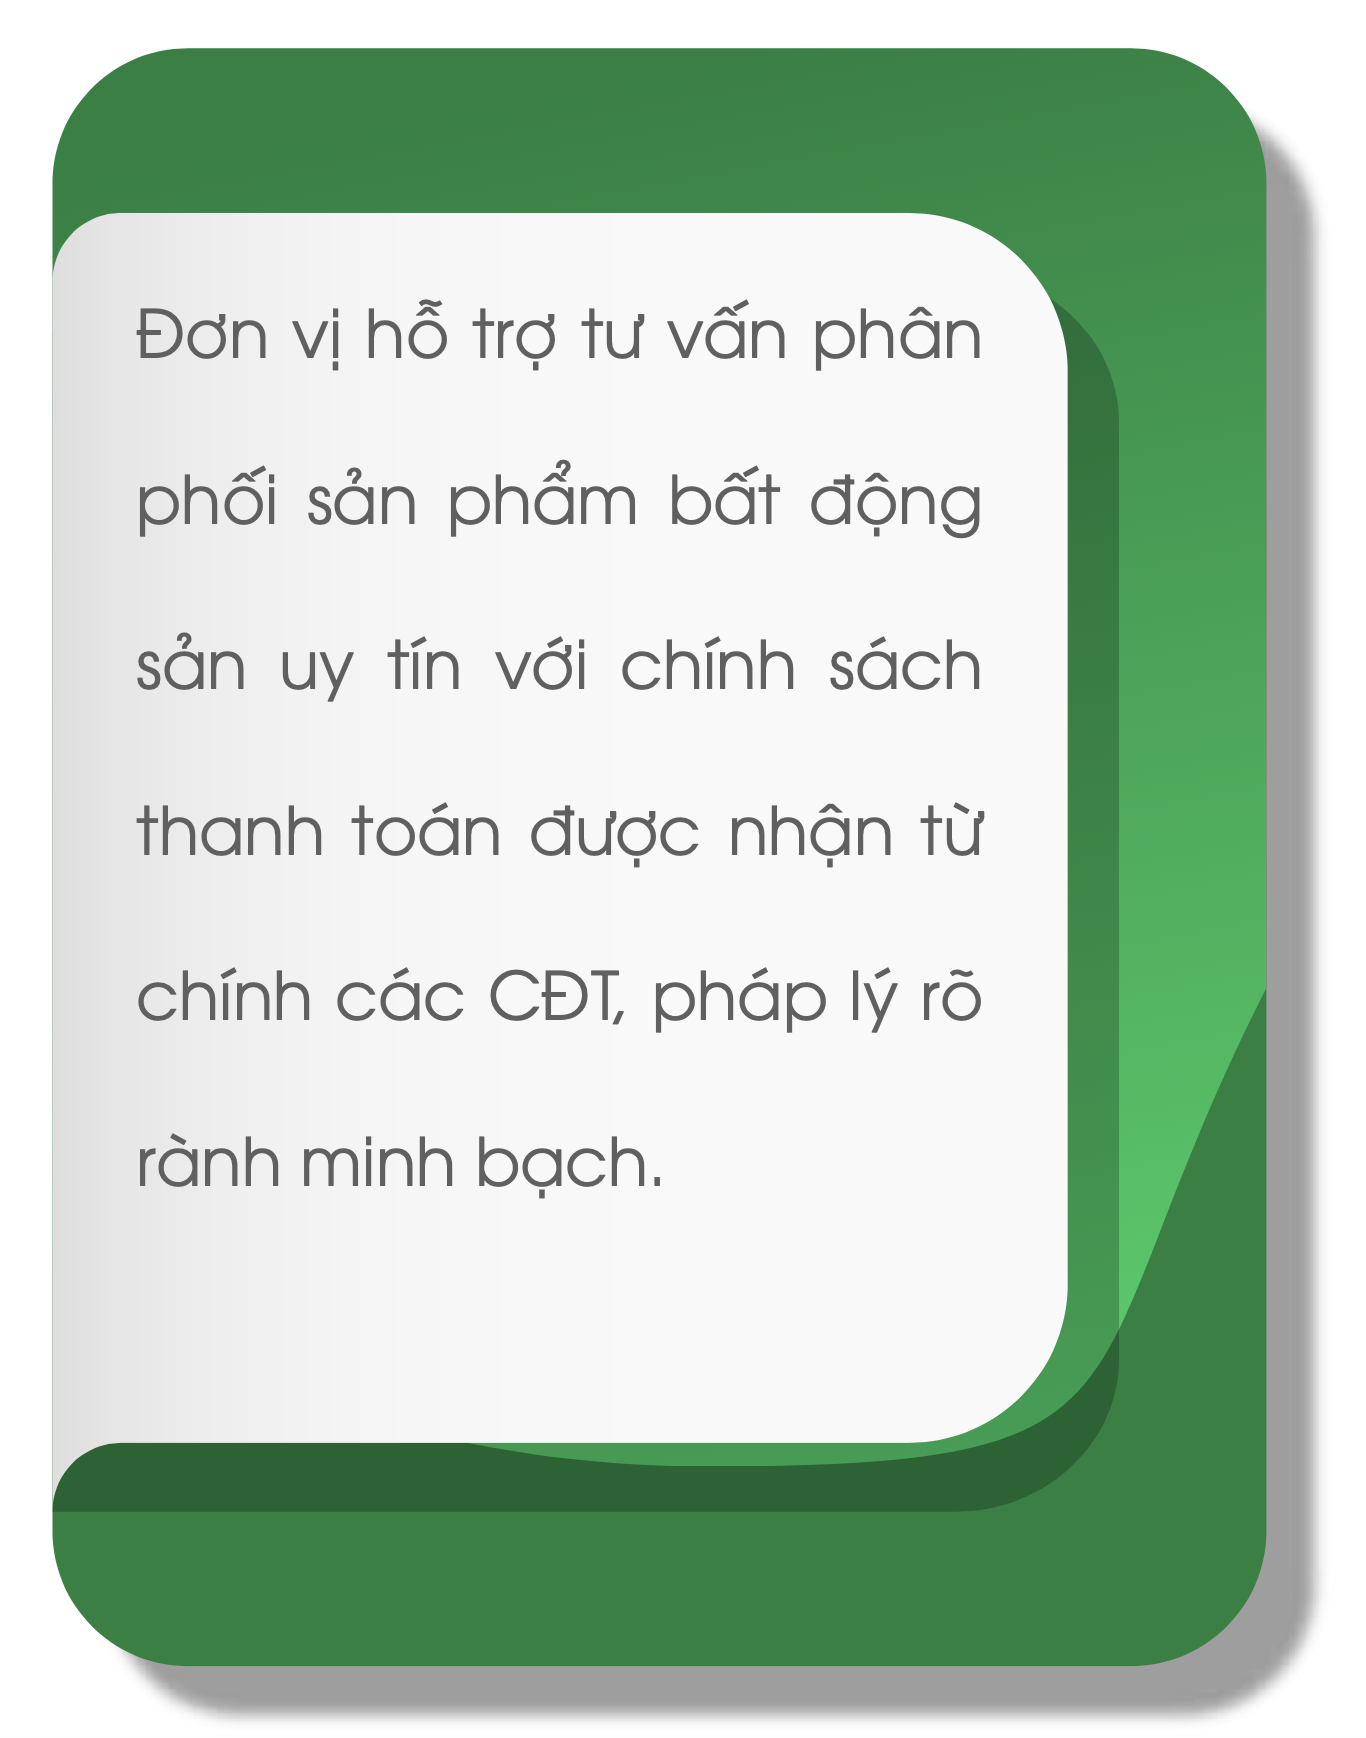 Đơn vị hỗ trợ tư vấn phân
phối sản phẩm bất động
sản uy tín với chính sách
thanh toán được nhận từ
chính các CĐT, pháp lý rõ
rành minh bạch.